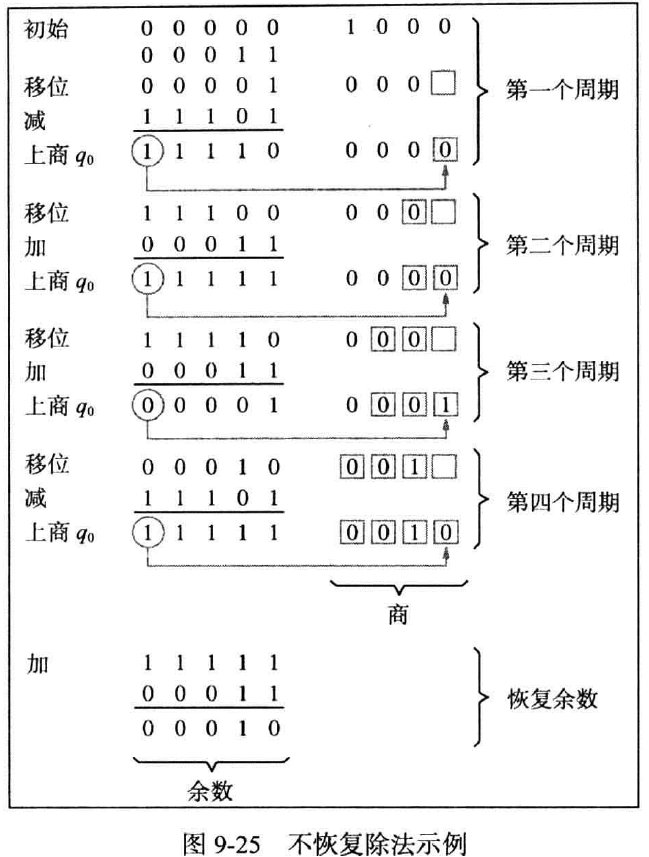 初始 0 0 0 0 0 1 0 0 0
0 0 0 1 1
移位 0 0 0 0 1 0 0 0
第一个周期
减 1 1 1 0 1
上商 q₀ 1 1 1 1 0 0 0 0 0
移位 1 1 1 0 0 0 0 0
加 0 0 0 1 1
第二个周期
上商 q₀ 1 1 1 1 1 0 0 0 0
移位 1 1 1 1 0 0 0 0
加 0 0 0 1 1
第三个周期
上商 q₀ 0 0 0 0 1 0 0 0 1
移位 0 0 0 1 0 0 0 1
减 1 1 1 0 1
第四个周期
上商 q₀ 1 1 1 1 1 0 0 1 0
商
加 1 1 1 1 1
0 0 0 1 1
恢复余数
0 0 0 1 0
余数
图 9-25 不恢复除法示例